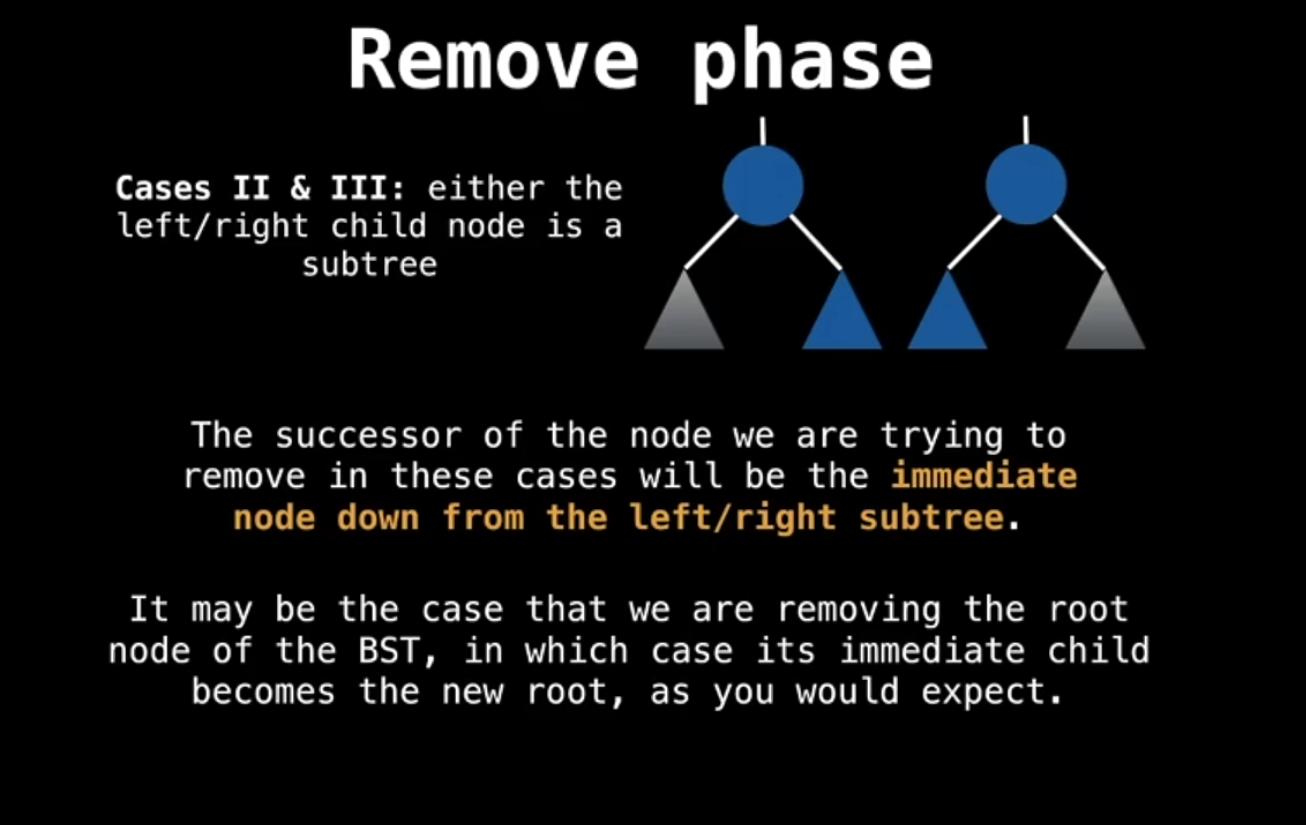 Remove phase
Cases II & III: either the
left/right child node is a
subtree
The successor of the node we are trying to
remove in these cases will be the immediate
node down from the left/right subtree.
It may be the case that we are removing the root
node of the BST, in which case its immediate child
becomes the new root, as you would expect.